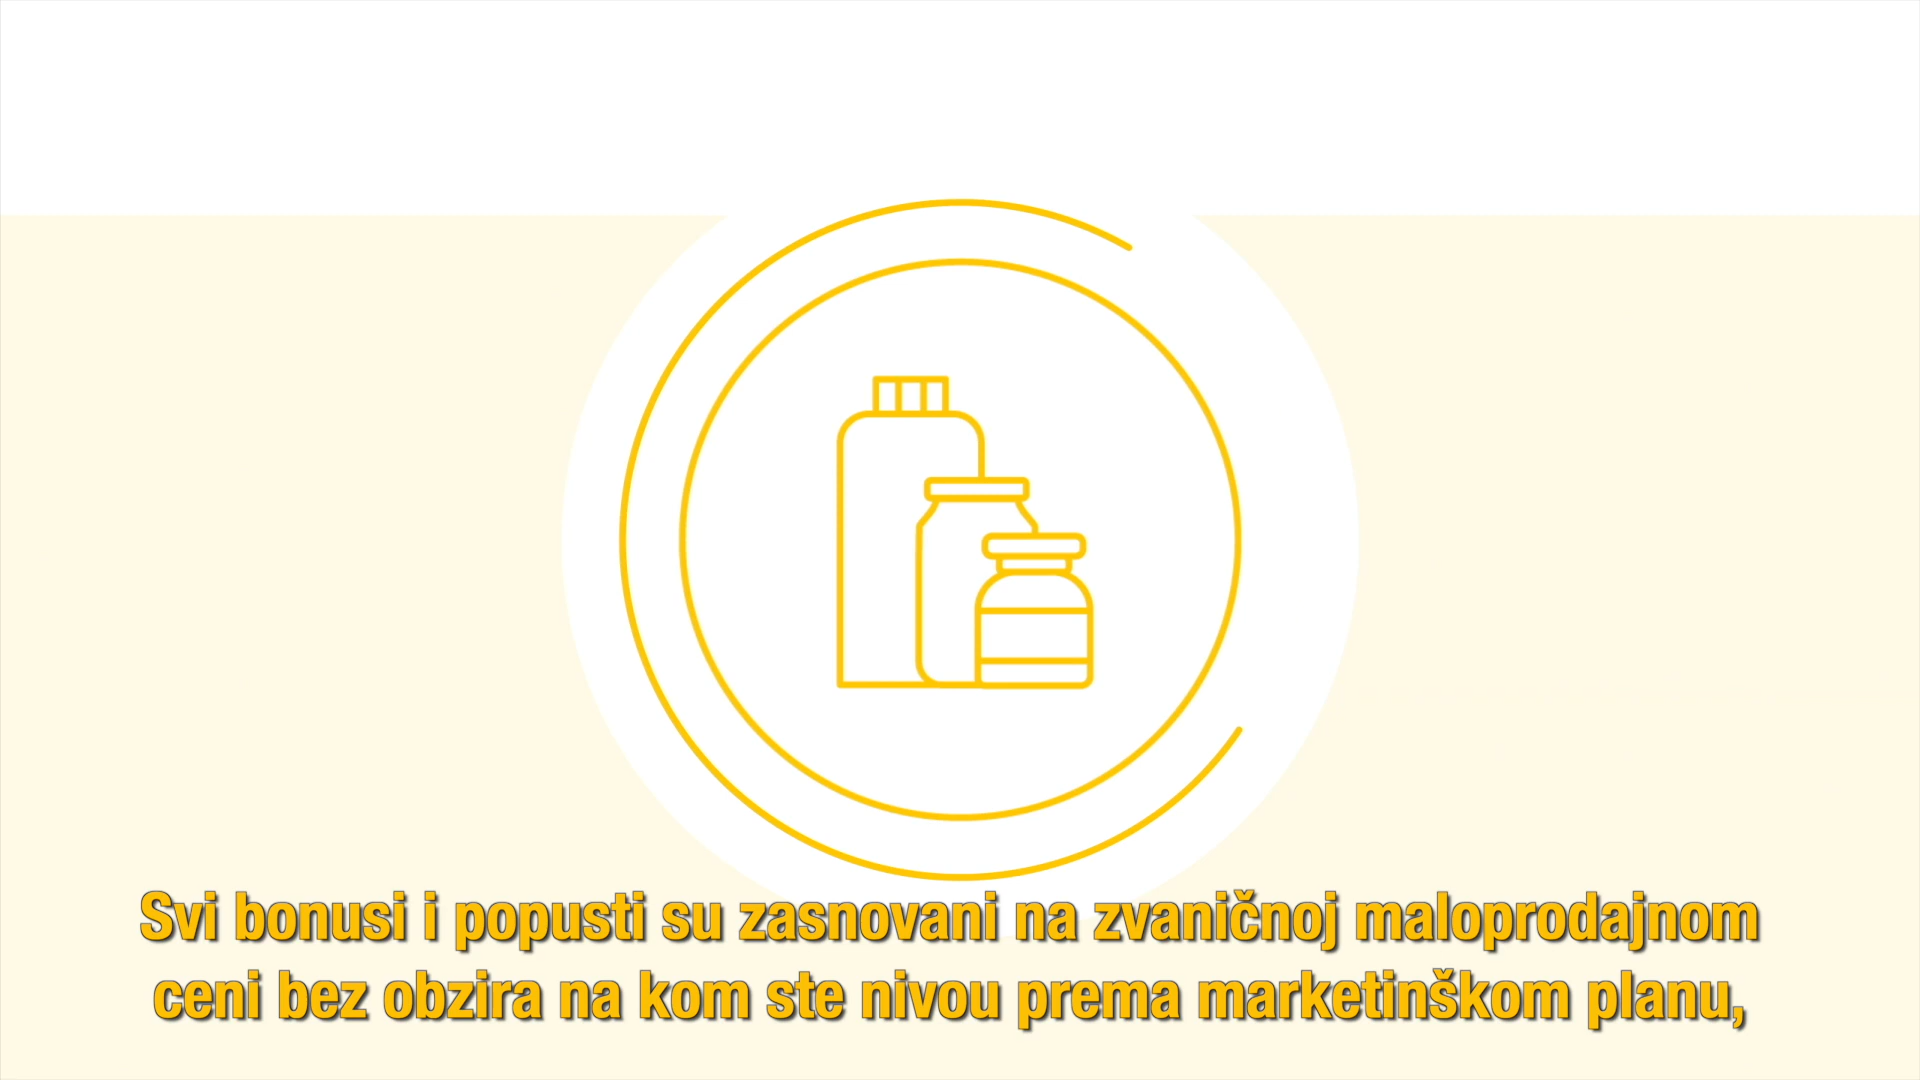 Svi bonusi i popusti su zasnovani na zvaničnoj maloprodajnom
ceni bez obzira na kom ste nivou prema marketinškom planu,